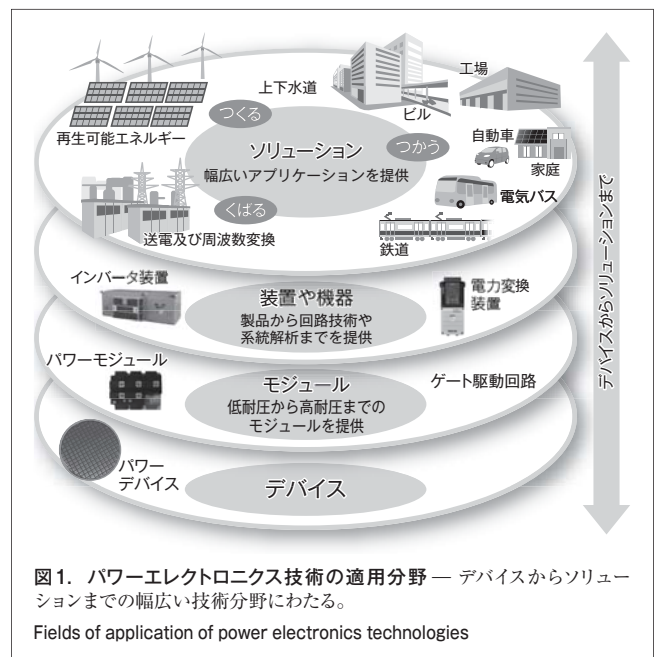 上下水道
工場
ビル
つくる
再生可能エネルギー
自動車
つかう
家庭
ソリューション
幅広いアプリケーションを提供
電気バス
くばる
送電及び周波数変換
鉄道
インバータ装置
装置や機器
電力変換
装置
製品から回路技術や
系統解析までを提供
パワーモジュール
モジュール
ゲート駆動回路
低耐圧から高耐圧までの
モジュールを提供
パワー
デバイス
デバイス
デバイスからソリューションまで
図1. パワーエレクトロニクス技術の適用分野 — デバイスからソリュー
ションまでの幅広い技術分野にわたる。
Fields of application of power electronics technologies